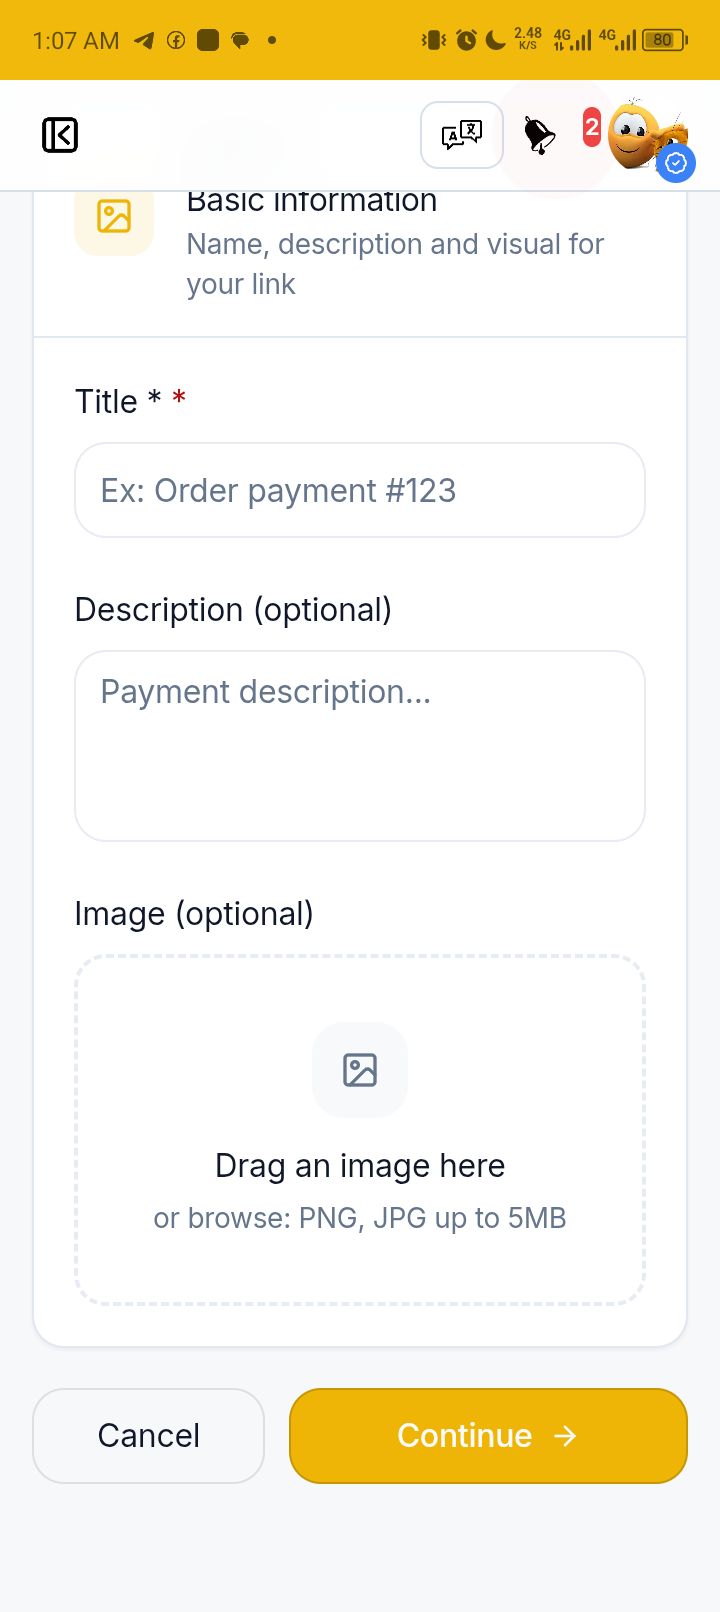 1:07 AM
2.48
K/S
4G
4G
80
A 文
2
Basic information
Name, description and visual for
your link
Title * *
Ex: Order payment #123
Description (optional)
Payment description...
Image (optional)
Drag an image here
or browse: PNG, JPG up to 5MB
Cancel
Continue →